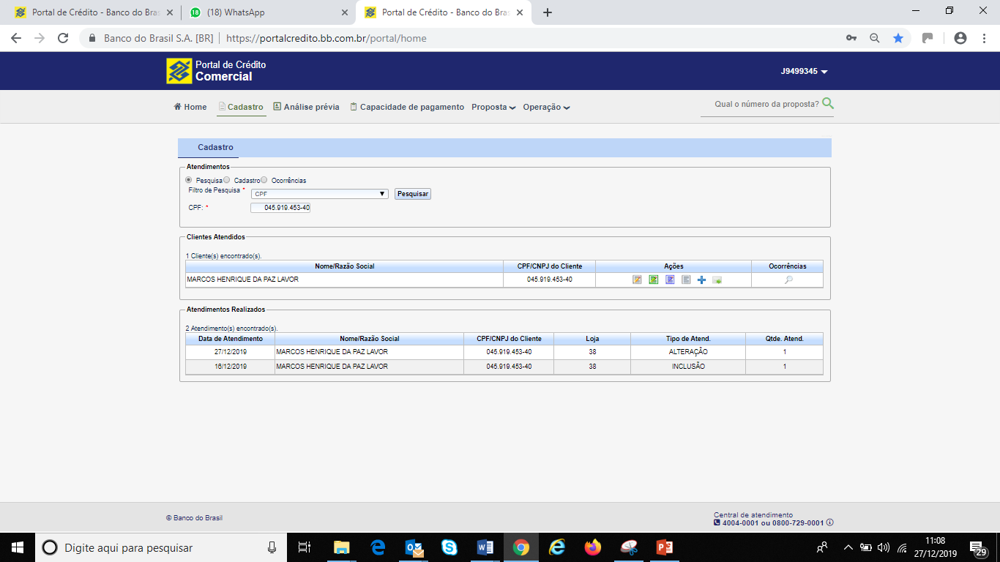 Portal de Crédito - Banco do Bras
(18) WhatsApp
Portal de Crédito - Banco do Bras
Banco do Brasil S.A. [BR]
https://portalcredito.bb.com.br/portal/home
Portal de Crédito
Comercial
J9499345
Home Cadastro Análise prévia Capacidade de pagamento Proposta Operação
Qual o número da proposta?
Cadastro
Atendimentos
Pesquisa Cadastro Ocorrências
Filtro de Pesquisa * CPF Pesquisar
CPF: * 045.919.453-40
Clientes Atendidos
1 Cliente(s) encontrado(s).
Nome/Razão Social CPF/CNPJ do Cliente Ações Ocorrências
MARCOS HENRIQUE DA PAZ LAVOR 045.919.453-40
Atendimentos Realizados
2 Atendimento(s) encontrado(s).
Data de Atendimento Nome/Razão Social CPF/CNPJ do Cliente Loja Tipo de Atend. Qtde. Atend.
27/12/2019 MARCOS HENRIQUE DA PAZ LAVOR 045.919.453-40 38 ALTERAÇÃO 1
16/12/2019 MARCOS HENRIQUE DA PAZ LAVOR 045.919.453-40 38 INCLUSÃO 1
© Banco do Brasil
Central de atendimento
4004-0001 ou 0800-729-0001
Digite aqui para pesquisar
11:08
27/12/2019
29